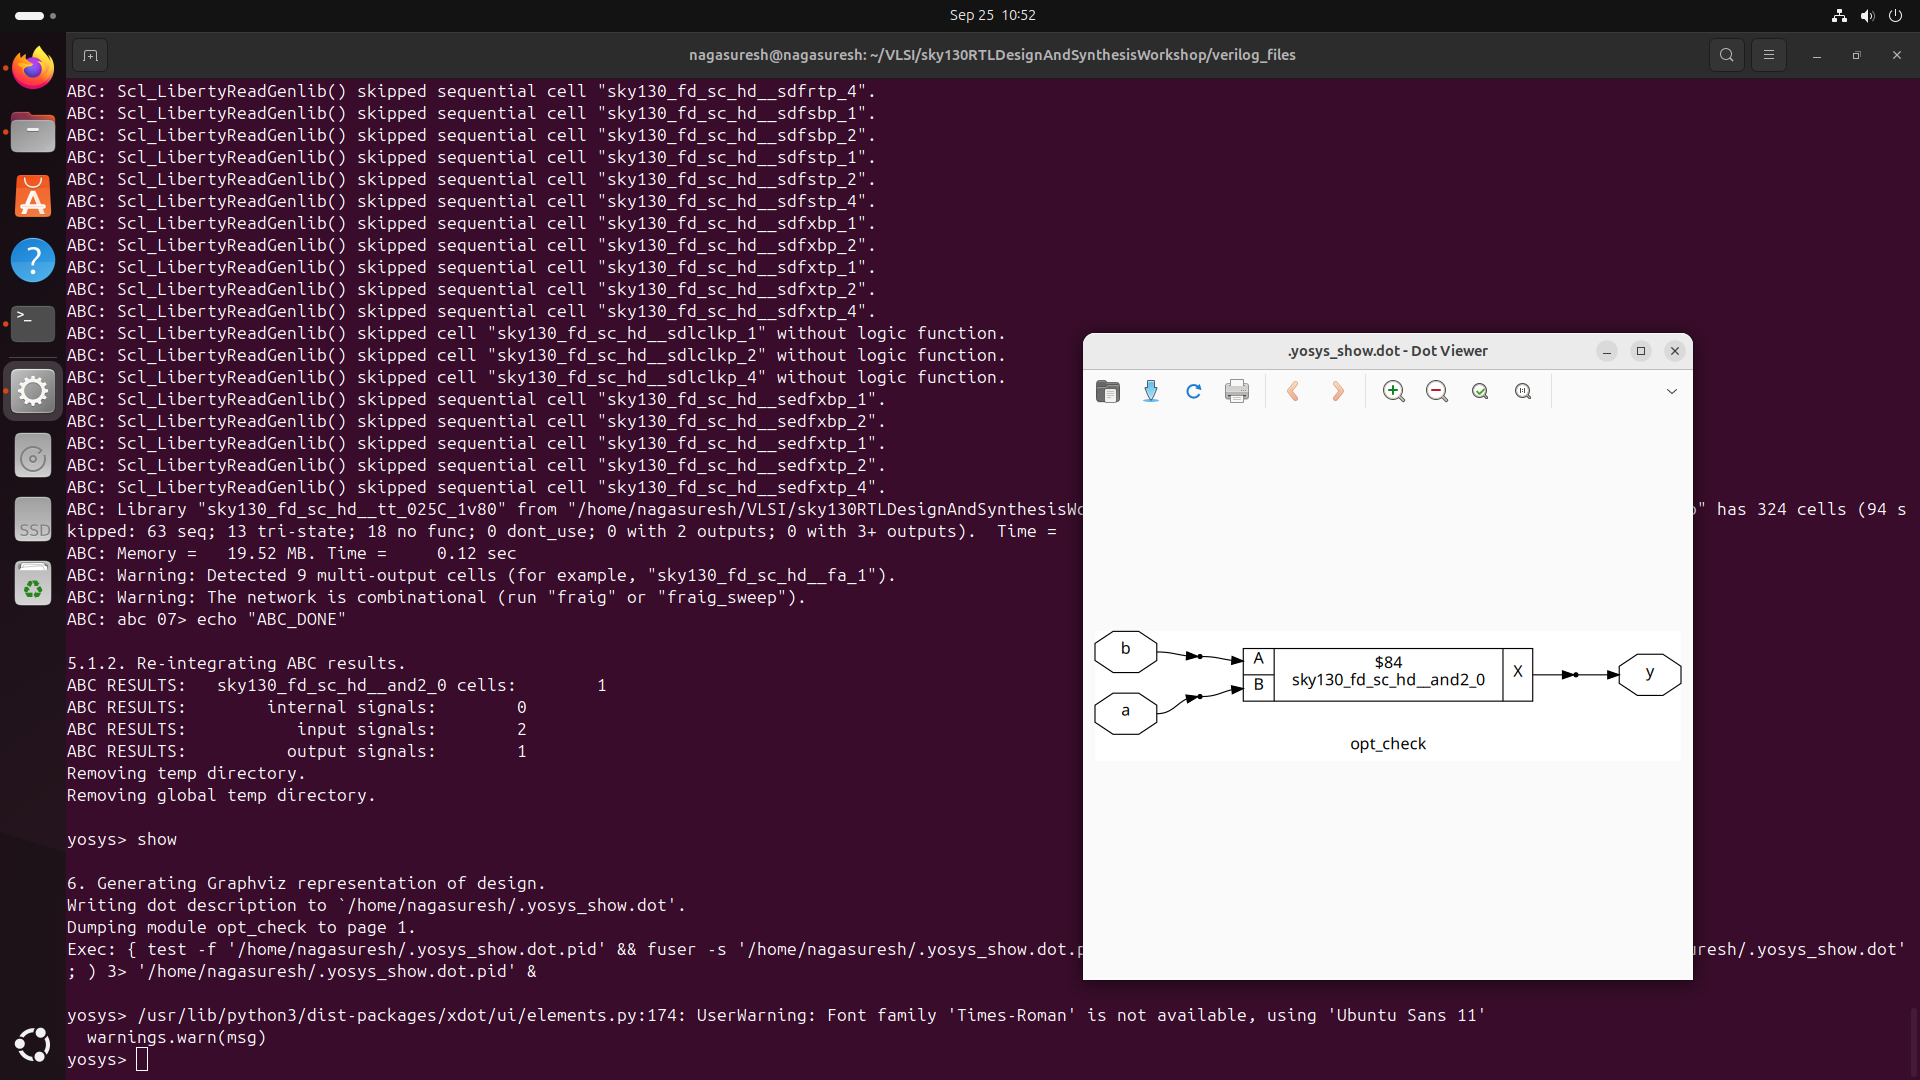 Sep 25 10:52
nagasuresh@nagasuresh: ~/VLSI/sky130RTLDesignAndSynthesisWorkshop/verilog_files
ABC: Scl_LibertyReadGenlib() skipped sequential cell "sky130_fd_sc_hd__sdfrtp_4".
ABC: Scl_LibertyReadGenlib() skipped sequential cell "sky130_fd_sc_hd__sdfsbp_1".
ABC: Scl_LibertyReadGenlib() skipped sequential cell "sky130_fd_sc_hd__sdfsbp_2".
ABC: Scl_LibertyReadGenlib() skipped sequential cell "sky130_fd_sc_hd__sdfstp_1".
ABC: Scl_LibertyReadGenlib() skipped sequential cell "sky130_fd_sc_hd__sdfstp_2".
ABC: Scl_LibertyReadGenlib() skipped sequential cell "sky130_fd_sc_hd__sdfstp_4".
ABC: Scl_LibertyReadGenlib() skipped sequential cell "sky130_fd_sc_hd__sdfxbp_1".
ABC: Scl_LibertyReadGenlib() skipped sequential cell "sky130_fd_sc_hd__sdfxbp_2".
ABC: Scl_LibertyReadGenlib() skipped sequential cell "sky130_fd_sc_hd__sdfxtp_1".
ABC: Scl_LibertyReadGenlib() skipped sequential cell "sky130_fd_sc_hd__sdfxtp_2".
ABC: Scl_LibertyReadGenlib() skipped sequential cell "sky130_fd_sc_hd__sdfxtp_4".
ABC: Scl_LibertyReadGenlib() skipped cell "sky130_fd_sc_hd__sdlclkp_1" without logic function.
ABC: Scl_LibertyReadGenlib() skipped cell "sky130_fd_sc_hd__sdlclkp_2" without logic function.
ABC: Scl_LibertyReadGenlib() skipped cell "sky130_fd_sc_hd__sdlclkp_4" without logic function.
ABC: Scl_LibertyReadGenlib() skipped sequential cell "sky130_fd_sc_hd__sedfxbp_1".
ABC: Scl_LibertyReadGenlib() skipped sequential cell "sky130_fd_sc_hd__sedfxbp_2".
ABC: Scl_LibertyReadGenlib() skipped sequential cell "sky130_fd_sc_hd__sedfxtp_1".
ABC: Scl_LibertyReadGenlib() skipped sequential cell "sky130_fd_sc_hd__sedfxtp_2".
ABC: Scl_LibertyReadGenlib() skipped sequential cell "sky130_fd_sc_hd__sedfxtp_4".
ABC: Library "sky130_fd_sc_hd__tt_025C_1v80" from "/home/nagasuresh/VLSI/sky130RTLDesignAndSynthesisWo " has 324 cells (94 s
kipped: 63 seq; 13 tri-state; 18 no func; 0 dont_use; 0 with 2 outputs; 0 with 3+ outputs).  Time =
ABC: Memory =   19.52 MB. Time =     0.12 sec
ABC: Warning: Detected 9 multi-output cells (for example, "sky130_fd_sc_hd__fa_1").
ABC: Warning: The network is combinational (run "fraig" or "fraig_sweep").
ABC: abc 07> echo "ABC_DONE"
5.1.2. Re-integrating ABC results.
ABC RESULTS:   sky130_fd_sc_hd__and2_0 cells:        1
ABC RESULTS:        internal signals:        0
ABC RESULTS:           input signals:        2
ABC RESULTS:          output signals:        1
Removing temp directory.
Removing global temp directory.
yosys> show
6. Generating Graphviz representation of design.
Writing dot description to `/home/nagasuresh/.yosys_show.dot'.
Dumping module opt_check to page 1.
Exec: { test -f '/home/nagasuresh/.yosys_show.dot.pid' && fuser -s '/home/nagasuresh/.yosys_show.dot.p uresh/.yosys_show.dot'
; ) 3> '/home/nagasuresh/.yosys_show.dot.pid' &
yosys> /usr/lib/python3/dist-packages/xdot/ui/elements.py:174: UserWarning: Font family 'Times-Roman' is not available, using 'Ubuntu Sans 11'
  warnings.warn(msg)
yosys>
.yosys_show.dot - Dot Viewer
b
a
A
B
$84
sky130_fd_sc_hd__and2_0
X
y
opt_check
SSD